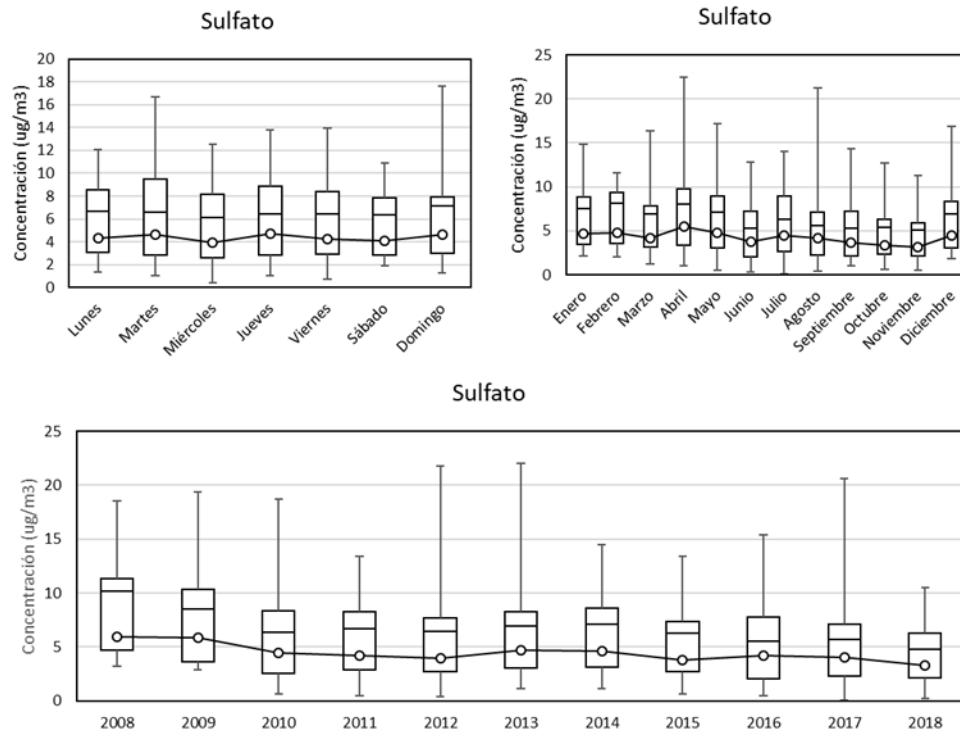 Sulfato
Concentración (ug/m3)
20
18
16
14
12
10
8
6
4
2
0
Lunes
Martes
Miércoles
Jueves
Viernes
Sábado
Domingo
Sulfato
Concentración (ug/m3)
25
20
15
10
5
0
Enero
Febrero
Marzo
Abril
Mayo
Junio
Julio
Agosto
Septiembre
Octubre
Noviembre
Diciembre
Sulfato
Concentración (ug/m3)
25
20
15
10
5
0
2008 2009 2010 2011 2012 2013 2014 2015 2016 2017 2018